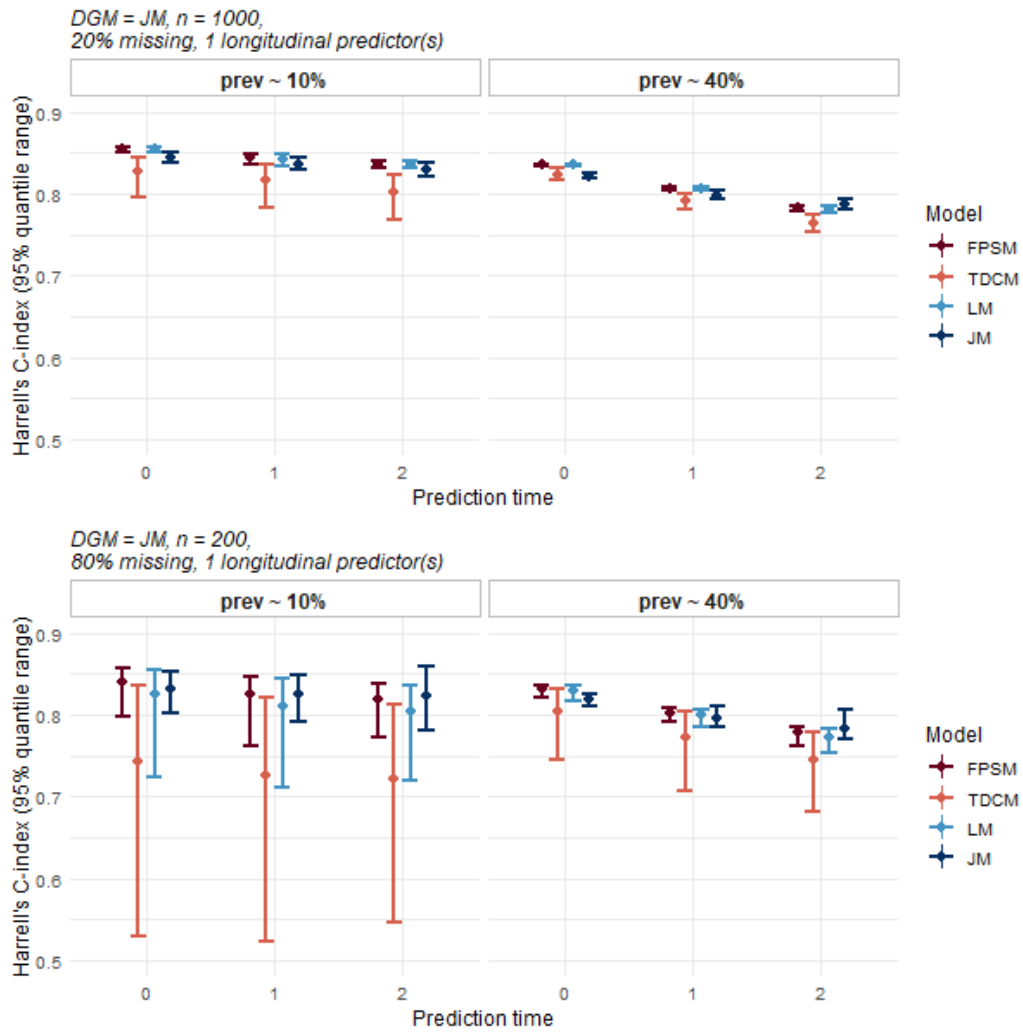 DGM = JM, n = 1000,
20% missing, 1 longitudinal predictor(s)
prev ~ 10%
prev ~ 40%
Harrell's C-index (95% quantile range)
0.9
0.8
0.7
0.6
0.5
0
1
2
0
1
2
Prediction time
Model
FPSM
TDCM
LM
JM
DGM = JM, n = 200,
80% missing, 1 longitudinal predictor(s)
prev ~ 10%
prev ~ 40%
Harrell's C-index (95% quantile range)
0.9
0.8
0.7
0.6
0.5
0
1
2
0
1
2
Prediction time
Model
FPSM
TDCM
LM
JM